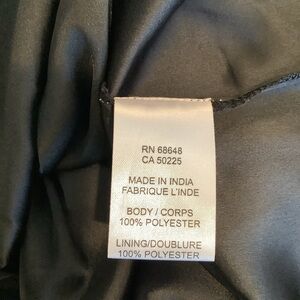 RN 68648
CA 50225
MADE IN INDIA
FABRIQUE L'INDE
BODY / CORPS
100% POLYESTER
LINING/DOUBLURE
100% POLYESTER